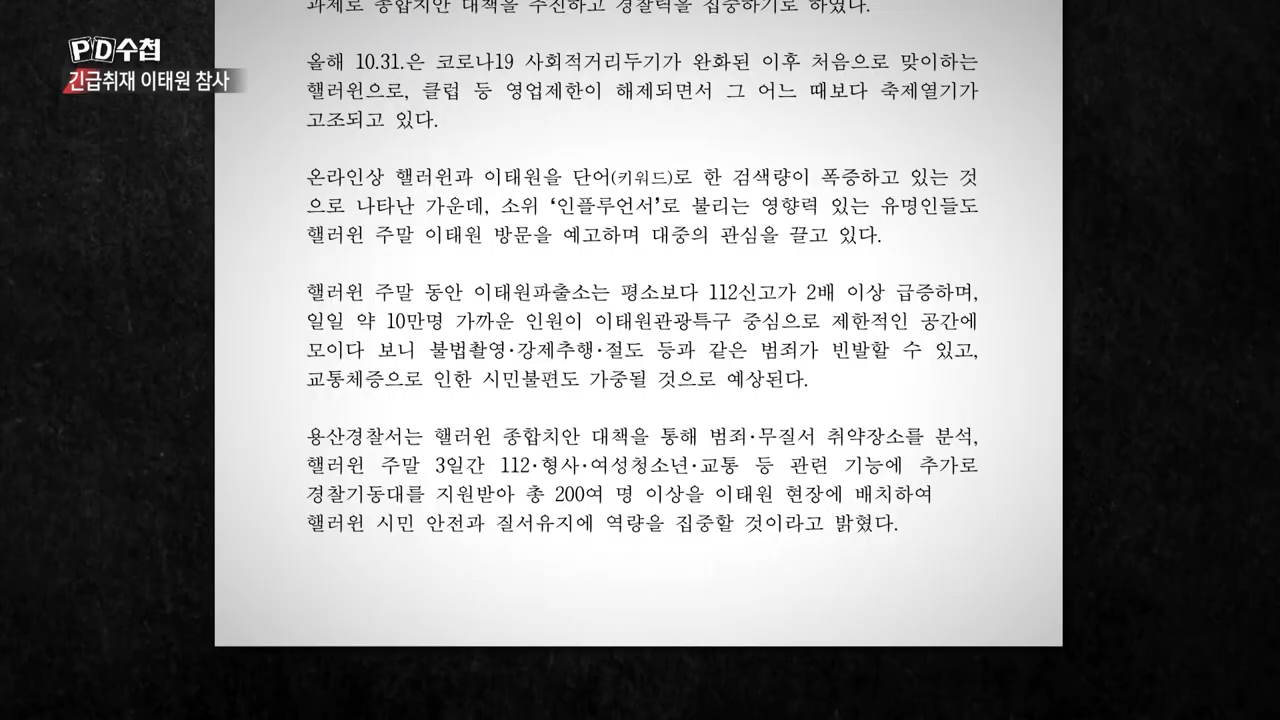 PD수첩
긴급취재 이태원 참사
과제로 종합치안 대책을 추진하고 경찰력을 집중하기로 하였다.
올해 10.31.은 코로나19 사회적거리두기가 완화된 이후 처음으로 맞이하는
핼러윈으로, 클럽 등 영업제한이 해제되면서 그 어느 때보다 축제열기가
고조되고 있다.
온라인상 핼러윈과 이태원을 단어(키워드)로 한 검색량이 폭증하고 있는 것
으로 나타난 가운데, 소위 ‘인플루언서’로 불리는 영향력 있는 유명인들도
핼러윈 주말 이태원 방문을 예고하며 대중의 관심을 끌고 있다.
핼러윈 주말 동안 이태원파출소는 평소보다 112신고가 2배 이상 급증하며,
일일 약 10만명 가까운 인원이 이태원관광특구 중심으로 제한적인 공간에
모이다 보니 불법촬영·강제추행·절도 등과 같은 범죄가 빈발할 수 있고,
교통체증으로 인한 시민불편도 가중될 것으로 예상된다.
용산경찰서는 핼러윈 종합치안 대책을 통해 범죄·무질서 취약장소를 분석,
핼러윈 주말 3일간 112·형사·여성청소년·교통 등 관련 기능에 추가로
경찰기동대를 지원받아 총 200여 명 이상을 이태원 현장에 배치하여
핼러윈 시민 안전과 질서유지에 역량을 집중할 것이라고 밝혔다.